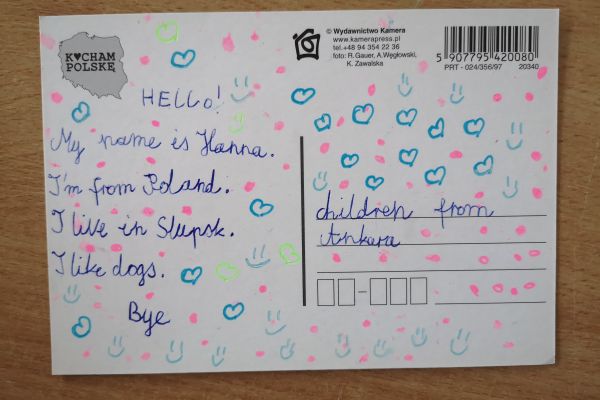 K♥CHAM
POLSKĘ
HELLO!
My name is Hanna.
I'm from Poland.
I live in Slupsk.
I like dogs.
Bye
© Wydawnictwo Kamera
www.kamerapress.pl
tel.+48 94 354 22 36
foto: R. Gauer, A.Węgłowski,
K. Zawalska
5 907795 420080
PRT - 024/356/97 20340
children from
Ankara